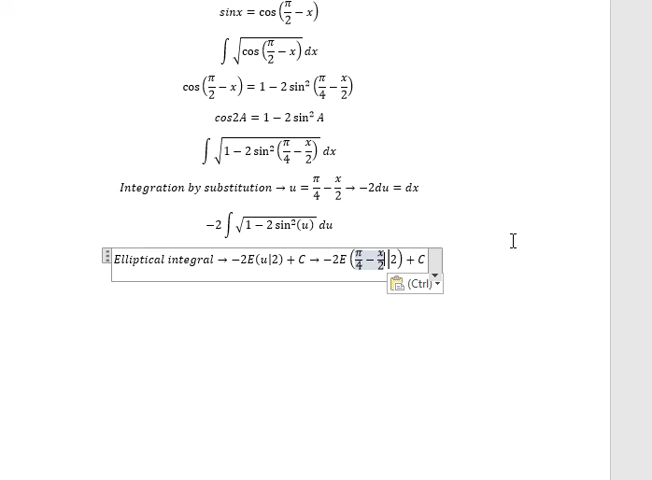 sinx = cos(π/2 − x)
∫√cos(π/2 − x) dx
cos(π/2 − x) = 1 − 2 sin²(π/4 − x/2)
cos2A = 1 − 2 sin² A
∫√1 − 2 sin²(π/4 − x/2) dx
Integration by substitution → u = π/4 − x/2 → −2du = dx
−2∫√1 − 2 sin²(u) du
Elliptical integral → −2E(u|2) + C → −2E(π/4 − x/2|2) + C
(Ctrl)